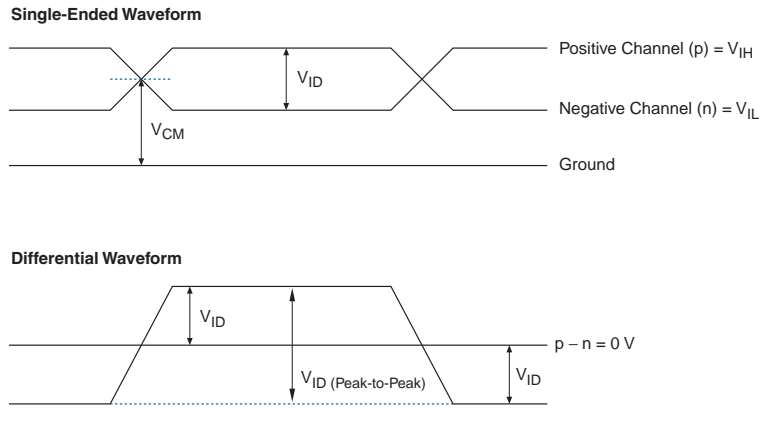 Single-Ended Waveform
Positive Channel (p) = VIH
VID
Negative Channel (n) = VIL
VCM
Ground
Differential Waveform
VID
p – n = 0 V
VID (Peak-to-Peak)
VID